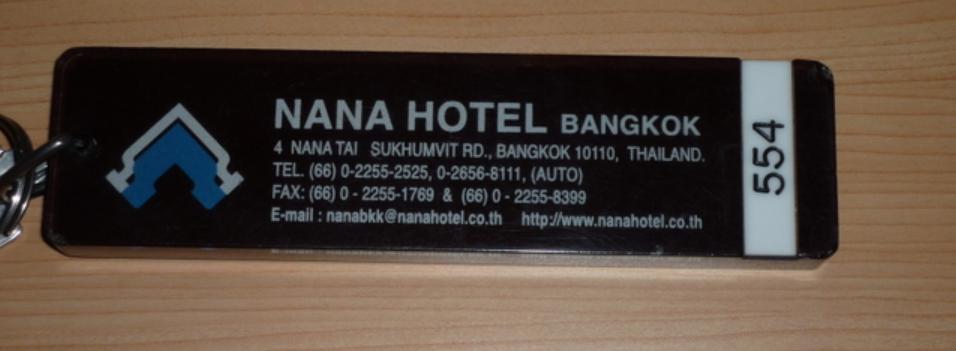 NANA HOTEL BANGKOK
4 NANA TAI SUKHUMVIT RD., BANGKOK 10110, THAILAND.
TEL. (66) 0-2255-2525, 0-2656-8111, (AUTO)
FAX: (66) 0 - 2255-1769 & (66) 0 - 2255-8399
E-mail : nanabkk@nanahotel.co.th http://www.nanahotel.co.th
554